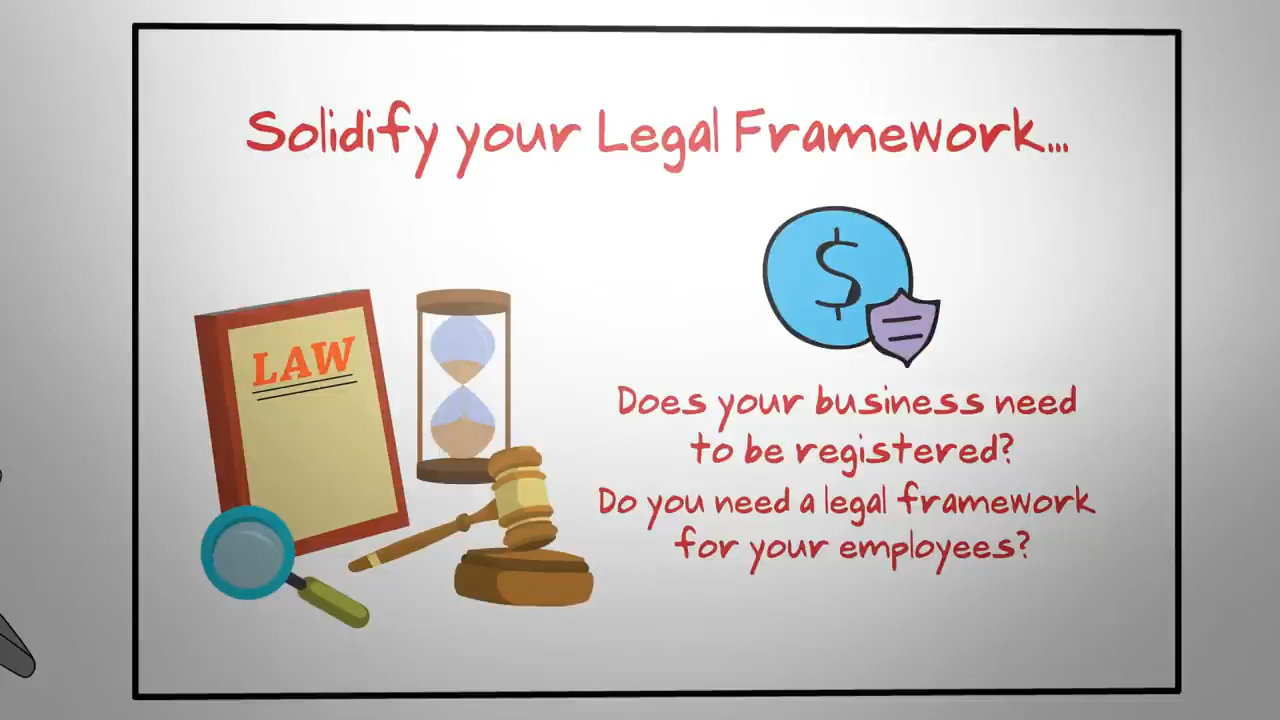 Solidify your Legal Framework...
LAW
$
Does your business need
to be registered?
Do you need a legal framework
for your employees?